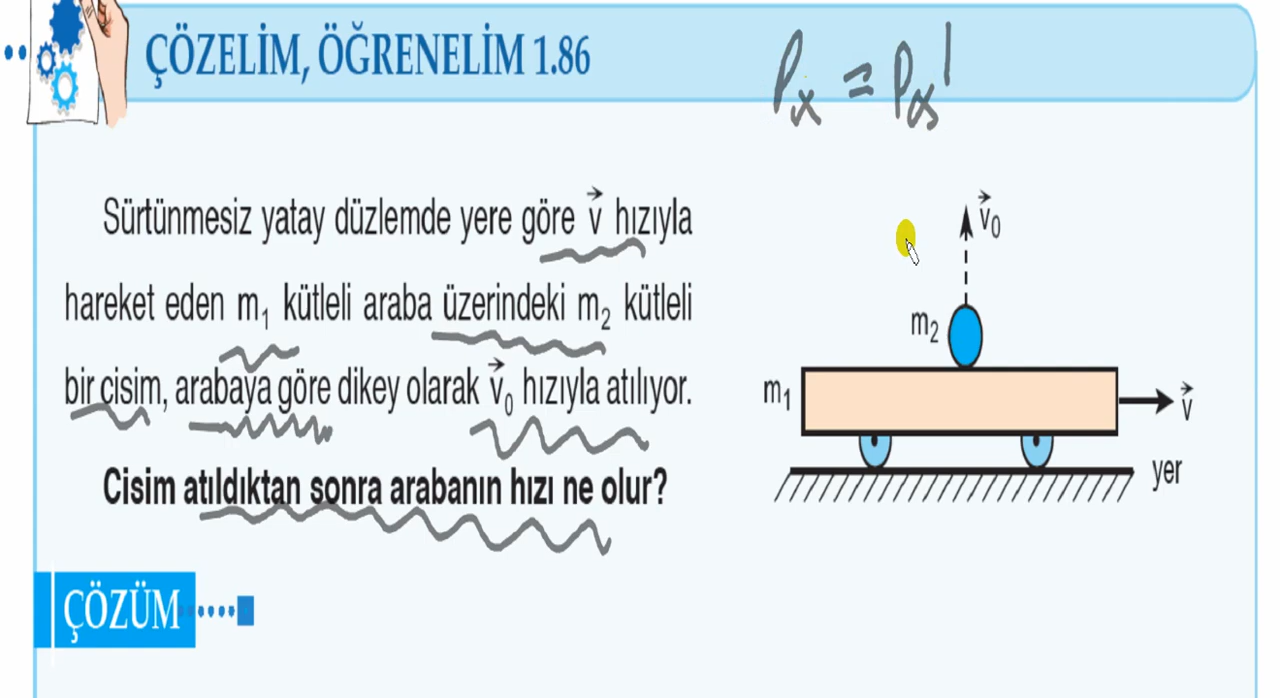 ÇÖZELİM, ÖĞRENELİM 1.86
Pₓ = Pₓ'
Sürtünmesiz yatay düzlemde yere göre v⃗ hızıyla
hareket eden m₁ kütleli araba üzerindeki m₂ kütleli
bir cisim, arabaya göre dikey olarak v⃗₀ hızıyla atılıyor.
Cisim atıldıktan sonra arabanın hızı ne olur?
v⃗₀
m₂
m₁
v⃗
yer
ÇÖZÜM